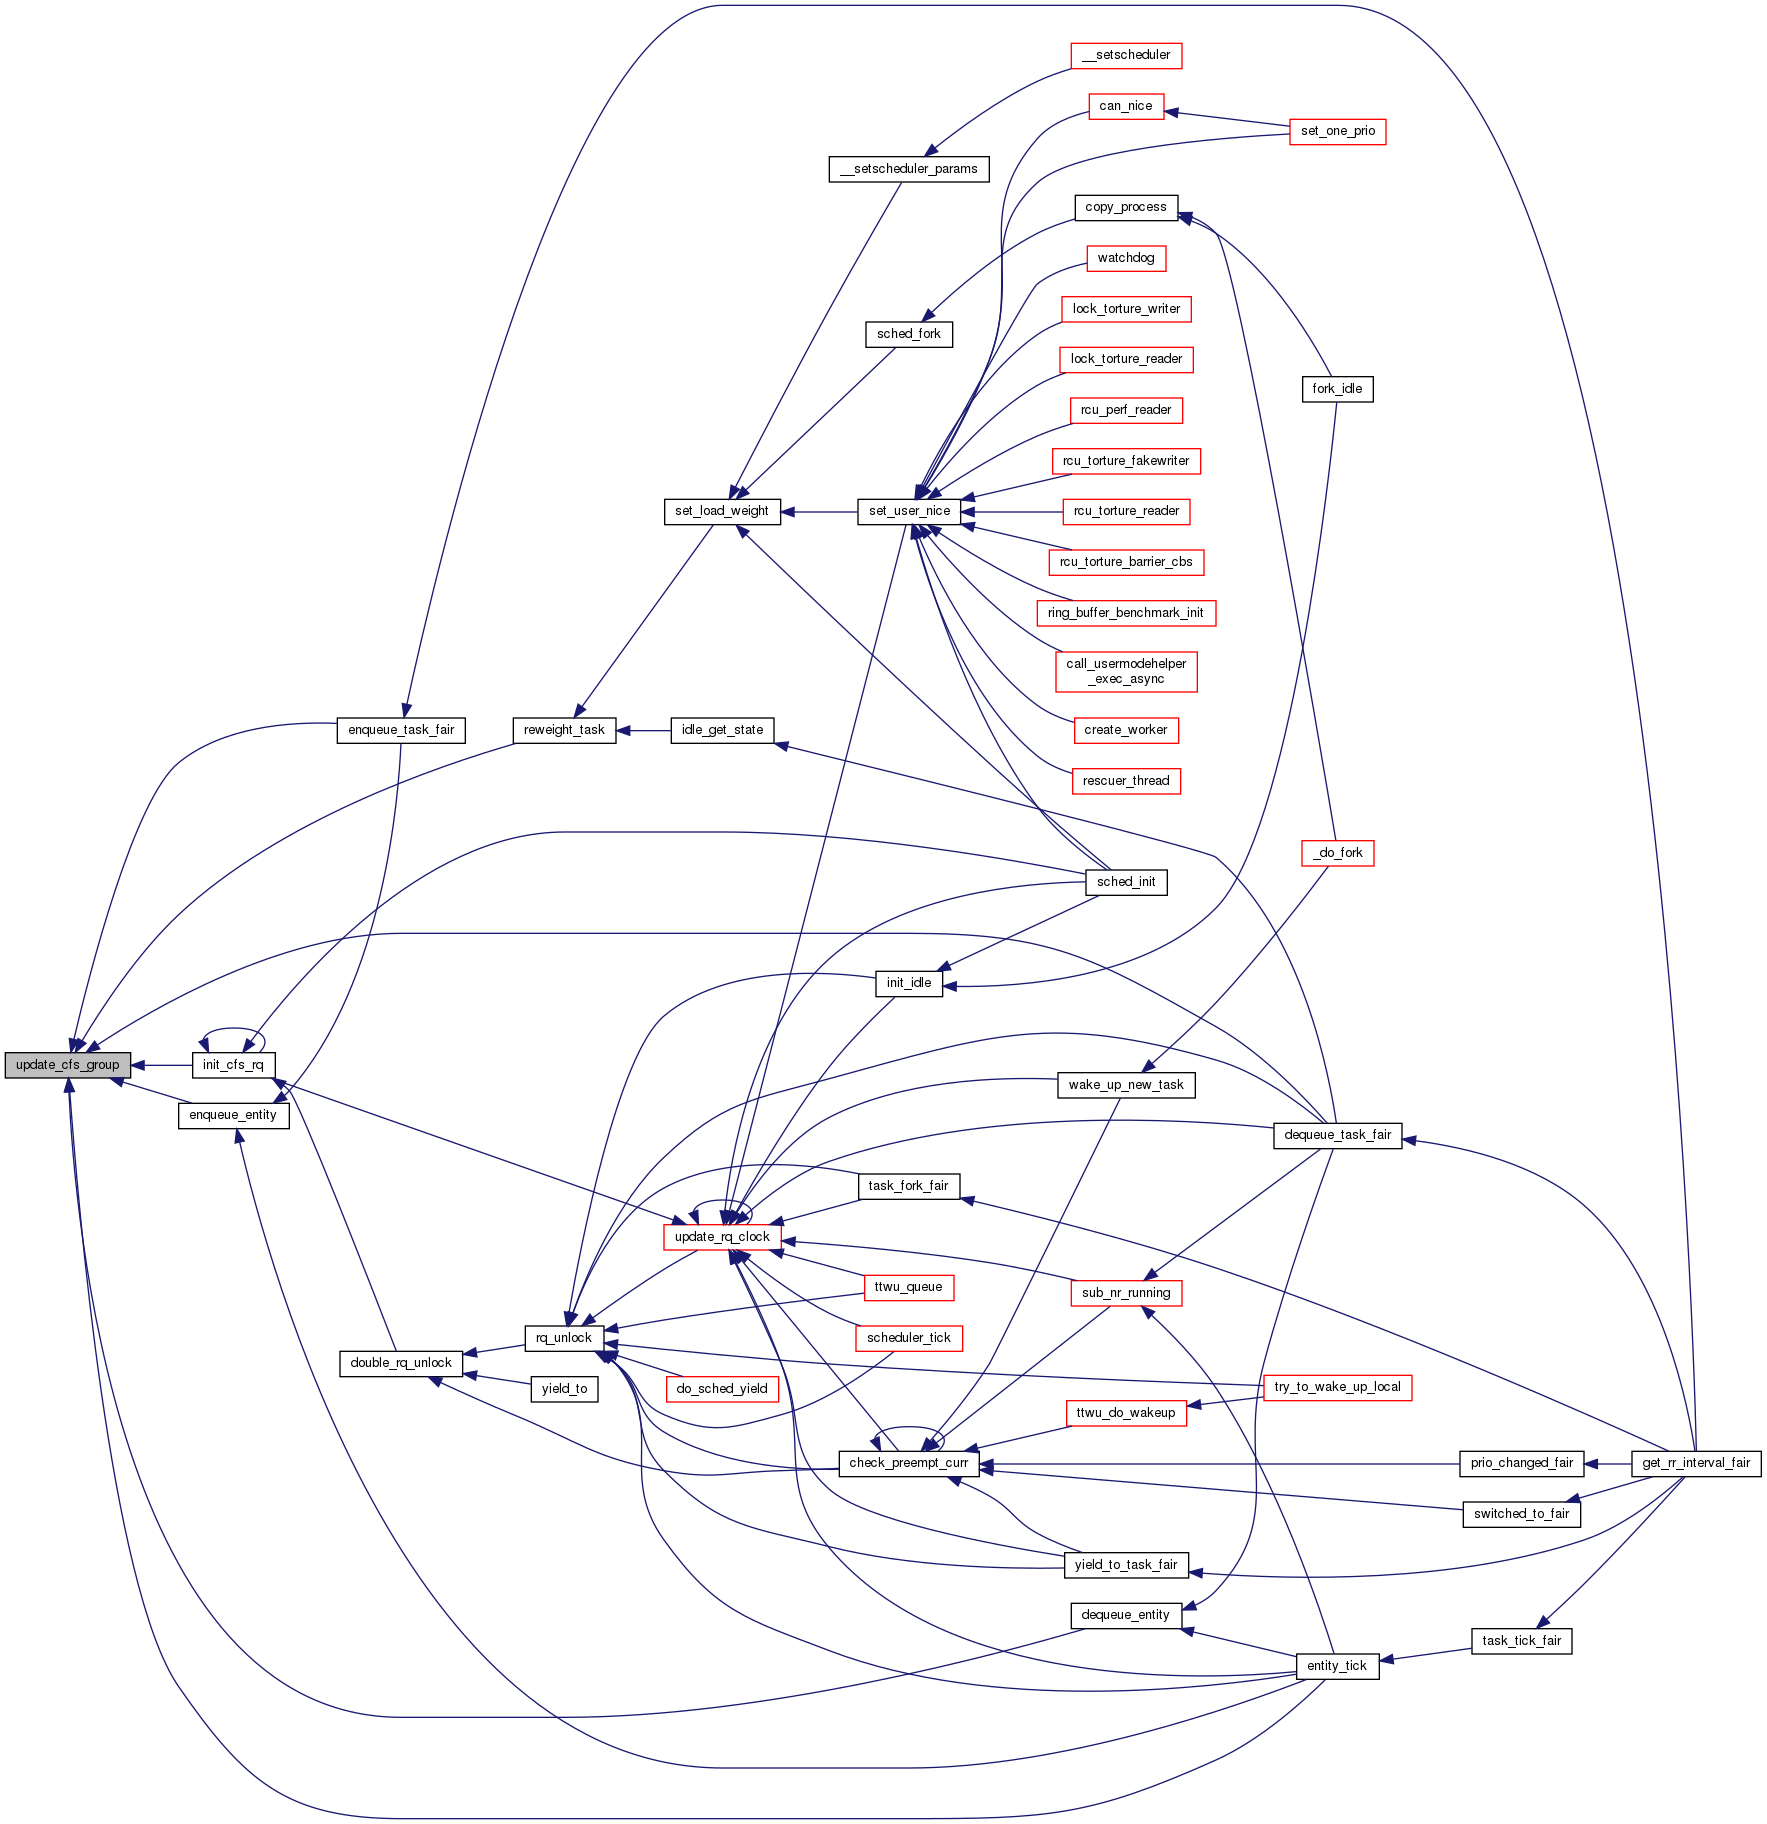 __setscheduler
can_nice
set_one_prio
__setscheduler_params
copy_process
watchdog
lock_torture_writer
sched_fork
lock_torture_reader
fork_idle
rcu_perf_reader
rcu_torture_fakewriter
set_load_weight
set_user_nice
rcu_torture_reader
rcu_torture_barrier_cbs
ring_buffer_benchmark_init
call_usermodehelper
_exec_async
enqueue_task_fair
reweight_task
idle_get_state
create_worker
rescuer_thread
_do_fork
sched_init
init_idle
update_cfs_group
init_cfs_rq
wake_up_new_task
enqueue_entity
dequeue_task_fair
task_fork_fair
update_rq_clock
ttwu_queue
sub_nr_running
rq_unlock
scheduler_tick
double_rq_unlock
yield_to
do_sched_yield
try_to_wake_up_local
ttwu_do_wakeup
check_preempt_curr
prio_changed_fair
get_rr_interval_fair
switched_to_fair
yield_to_task_fair
dequeue_entity
task_tick_fair
entity_tick